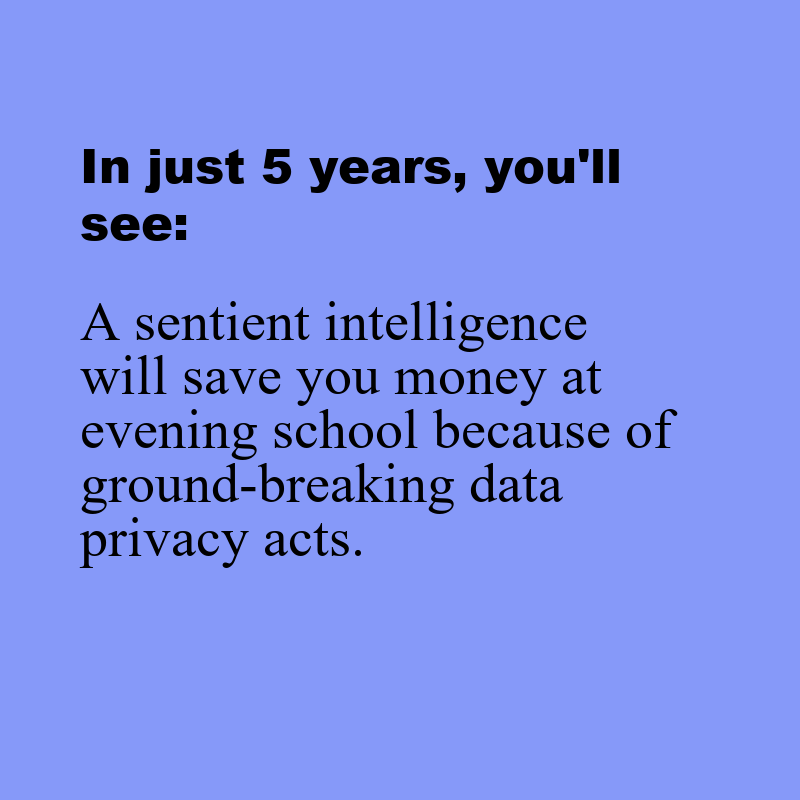 In just 5 years, you'll
see:
A sentient intelligence
will save you money at
evening school because of
ground-breaking data
privacy acts.